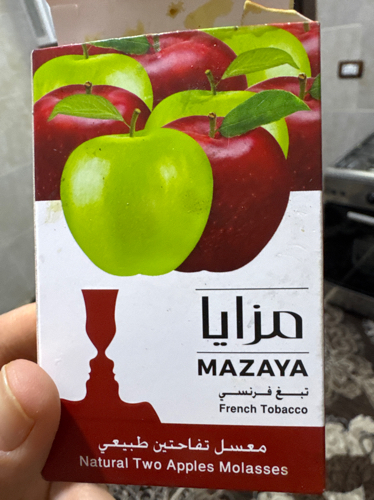 مزايا
MAZAYA
تبغ فرنسي
French Tobacco
معسل تفاحتين طبيعي
Natural Two Apples Molasses